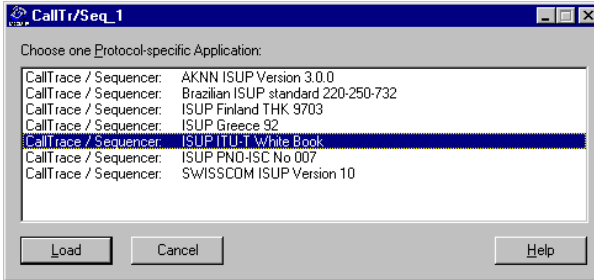 CallTr/Seq_1
Choose one Protocol-specific Application:
CallTrace / Sequencer: AKNN ISUP Version 3.0.0
CallTrace / Sequencer: Brazilian ISUP standard 220-250-732
CallTrace / Sequencer: ISUP Finland THK 9703
CallTrace / Sequencer: ISUP Greece 92
CallTrace / Sequencer: ISUP ITU-T White Book
CallTrace / Sequencer: ISUP PNO-ISC No 007
CallTrace / Sequencer: SWISSCOM ISUP Version 10
Load Cancel Help